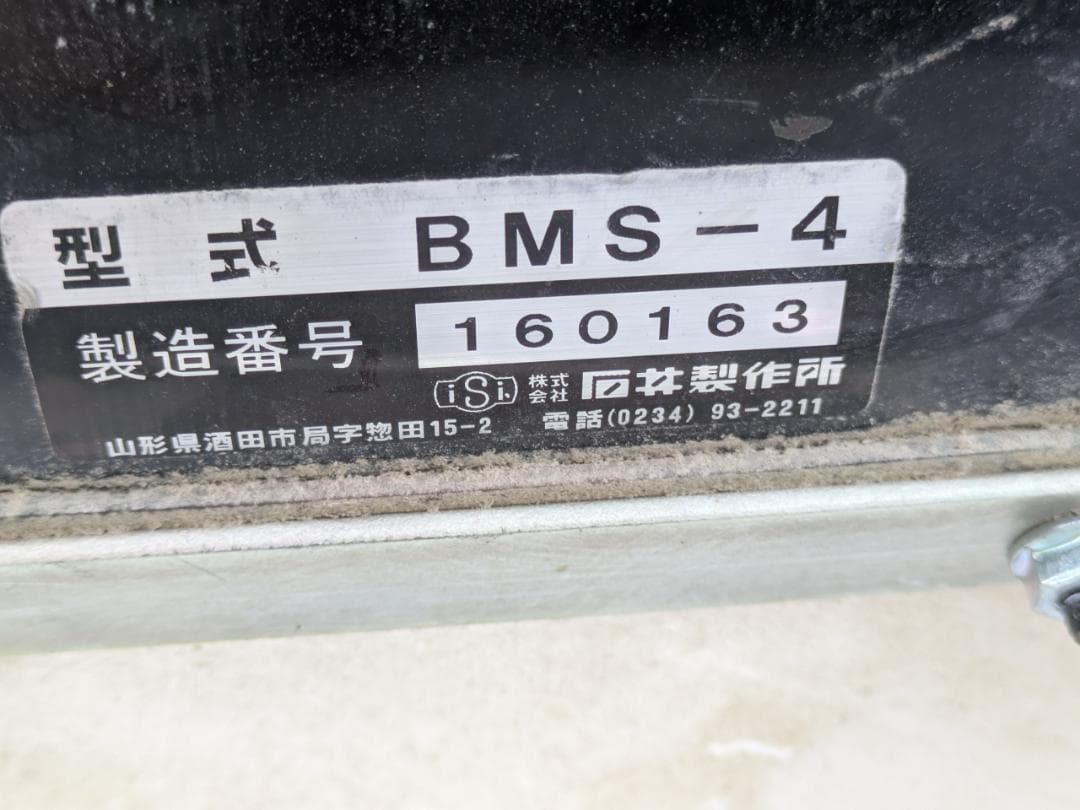 型式 BMS-4
製造番号 160163
iSi 株式会社 石井製作所
山形県酒田市局字惣田15-2 電話(0234) 93-2211